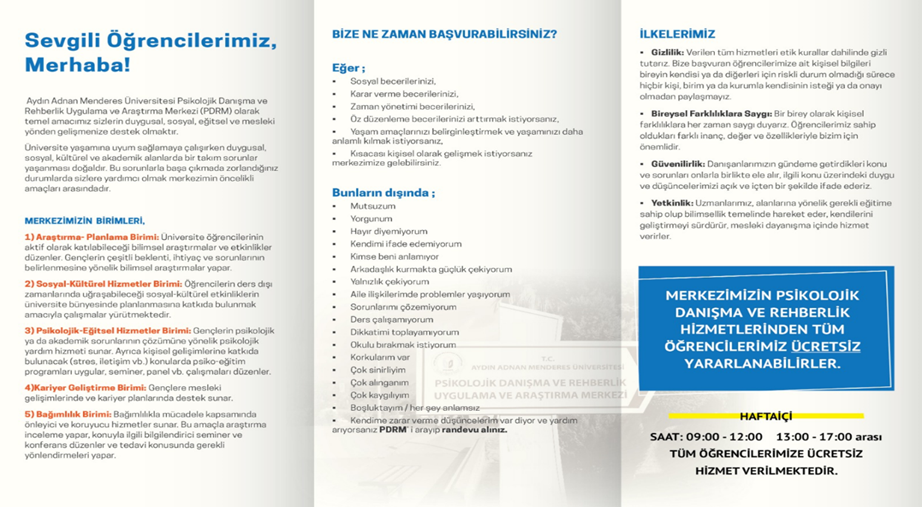 Sevgili Öğrencilerimiz,
Merhaba!
Aydın Adnan Menderes Üniversitesi Psikolojik Danışma ve
Rehberlik Uygulama ve Araştırma Merkezi (PDRM) olarak
temel amacımız sizlerin duygusal, sosyal, eğitsel ve mesleki
yönden gelişmenize destek olmaktır.
Üniversite yaşamına uyum sağlamaya çalışırken duygusal,
sosyal, kültürel ve akademik alanlarda bir takım sorunlar
yaşanması doğaldır. Bu sorunlarla başa çıkmada zorlandığınız
durumlarda sizlere yardımcı olmak merkezimin öncelikli
amaçları arasındadır.
MERKEZİMİZİN BİRİMLERİ,
1) Araştırma- Planlama Birimi: Üniversite öğrencilerinin
aktif olarak katılabileceği bilimsel araştırmalar ve etkinlikler
düzenler. Gençlerin çeşitli beklenti, ihtiyaç ve sorunlarının
belirlenmesine yönelik bilimsel araştırmalar yapar.
2) Sosyal-Kültürel Hizmetler Birimi: Öğrencilerin ders dışı
zamanlarında uğraşabileceği sosyal-kültürel etkinliklerin
üniversite bünyesinde planlanmasına katkıda bulunmak
amacıyla çalışmalar yürütmektedir.
3) Psikolojik-Eğitsel Hizmetler Birimi: Gençlerin psikolojik
ya da akademik sorunlarının çözümüne yönelik psikolojik
yardım hizmeti sunar. Ayrıca kişisel gelişimlerine katkıda
bulunacak (stres, iletişim vb.) konularda psiko-eğitim
programları uygular, seminer, panel vb. çalışmaları düzenler.
4)Kariyer Geliştirme Birimi: Gençlere mesleki
gelişimlerinde ve kariyer planlarında destek sunar.
5) Bağımlılık Birimi: Bağımlılıkla mücadele kapsamında
önleyici ve koruyucu hizmetler sunar. Bu amaçla araştırma
inceleme yapar, konuyla ilgili bilgilendirici seminer ve
konferans düzenler ve tedavi konusunda gerekli
yönlendirmeleri yapar.
BİZE NE ZAMAN BAŞVURABİLİRSİNİZ?
Eğer ;
• Sosyal becerilerinizi,
• Karar verme becerilerinizi,
• Zaman yönetimi becerilerinizi,
• Öz düzenleme becerilerinizi arttırmak istiyorsanız,
• Yaşam amaçlarınızı belirginleştirmek ve yaşamınızı daha
anlamlı kılmak istiyorsanız,
• Kısacası kişisel olarak gelişmek istiyorsanız
merkezimize gelebilirsiniz.
Bunların dışında ;
• Mutsuzum
• Yorgunum
• Hayır diyemiyorum
• Kendimi ifade edemiyorum
• Kimse beni anlamıyor
• Arkadaşlık kurmakta güçlük çekiyorum
• Yalnızlık çekiyorum
• Aile ilişkilerimde problemler yaşıyorum
• Sorunlarımı çözemiyorum
• Ders çalışamıyorum
• Dikkatimi toplayamıyorum
• Okulu bırakmak istiyorum
• Korkularım var
• Çok sinirliyim
• Çok alınganım
• Çok kaygılıyım
• Boşluktayım / her şey anlamsız
• Kendime zarar verme düşüncelerim var diyor ve yardım
arıyorsanız PDRM' i arayıp randevu alınız.
T.C.
AYDIN ADNAN MENDERES ÜNİVERSİTESİ
PSİKOLOJİK DANIŞMA VE REHBERLİK
UYGULAMA VE ARAŞTIRMA MERKEZİ
İLKELERİMİZ
• Gizlilik: Verilen tüm hizmetleri etik kurallar dahilinde gizli
tutarız. Bize başvuran öğrencilerimize ait kişisel bilgileri
bireyin kendisi ya da diğerleri için riskli durum olmadığı sürece
hiçbir kişi, birim ya da kurumla kendisinin isteği ya da onayı
olmadan paylaşmayız.
• Bireysel Farklılıklara Saygı: Bir birey olarak kişisel
farklılıklara her zaman saygı duyarız. Öğrencilerimiz sahip
oldukları farklı inanç, değer ve özellikleriyle bizim için
önemlidir.
• Güvenilirlik: Danışanlarımızın gündeme getirdikleri konu
ve sorunları onlarla birlikte ele alır, ilgili konu üzerindeki duygu
ve düşüncelerimizi açık ve içten bir şekilde ifade ederiz.
• Yetkinlik: Uzmanlarımız, alanlarına yönelik gerekli eğitime
sahip olup bilimsellik temelinde hareket eder, kendilerini
geliştirmeyi sürdürür, mesleki dayanışma içinde hizmet
verirler.
MERKEZİMİZİN PSİKOLOJİK
DANIŞMA VE REHBERLİK
HİZMETLERİNDEN TÜM
ÖĞRENCİLERİMİZ ÜCRETSİZ
YARARLANABİLİRLER.
HAFTAİÇİ
SAAT: 09:00 - 12:00 13:00 - 17:00 arası
TÜM ÖĞRENCİLERİMİZE ÜCRETSİZ
HİZMET VERİLMEKTEDİR.